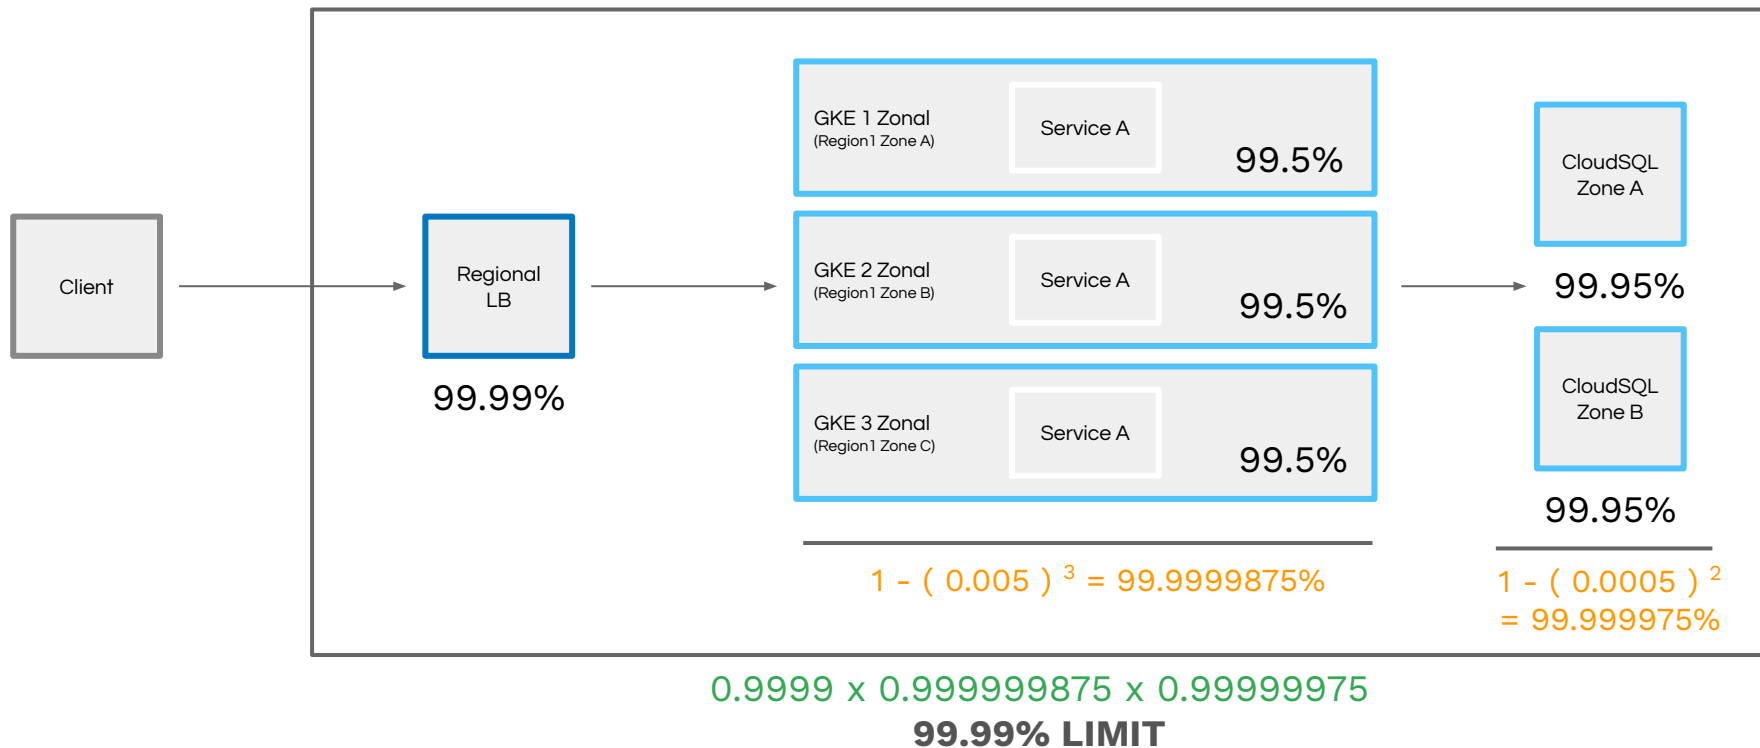 Client
Regional
LB
99.99%
GKE 1 Zonal
(Region1 Zone A)
Service A
99.5%
GKE 2 Zonal
(Region1 Zone B)
Service A
99.5%
GKE 3 Zonal
(Region1 Zone C)
Service A
99.5%
1 - ( 0.005 ) ³ = 99.9999875%
CloudSQL
Zone A
99.95%
CloudSQL
Zone B
99.95%
1 - ( 0.0005 ) ²
= 99.999975%
0.9999 x 0.999999875 x 0.99999975
99.99% LIMIT